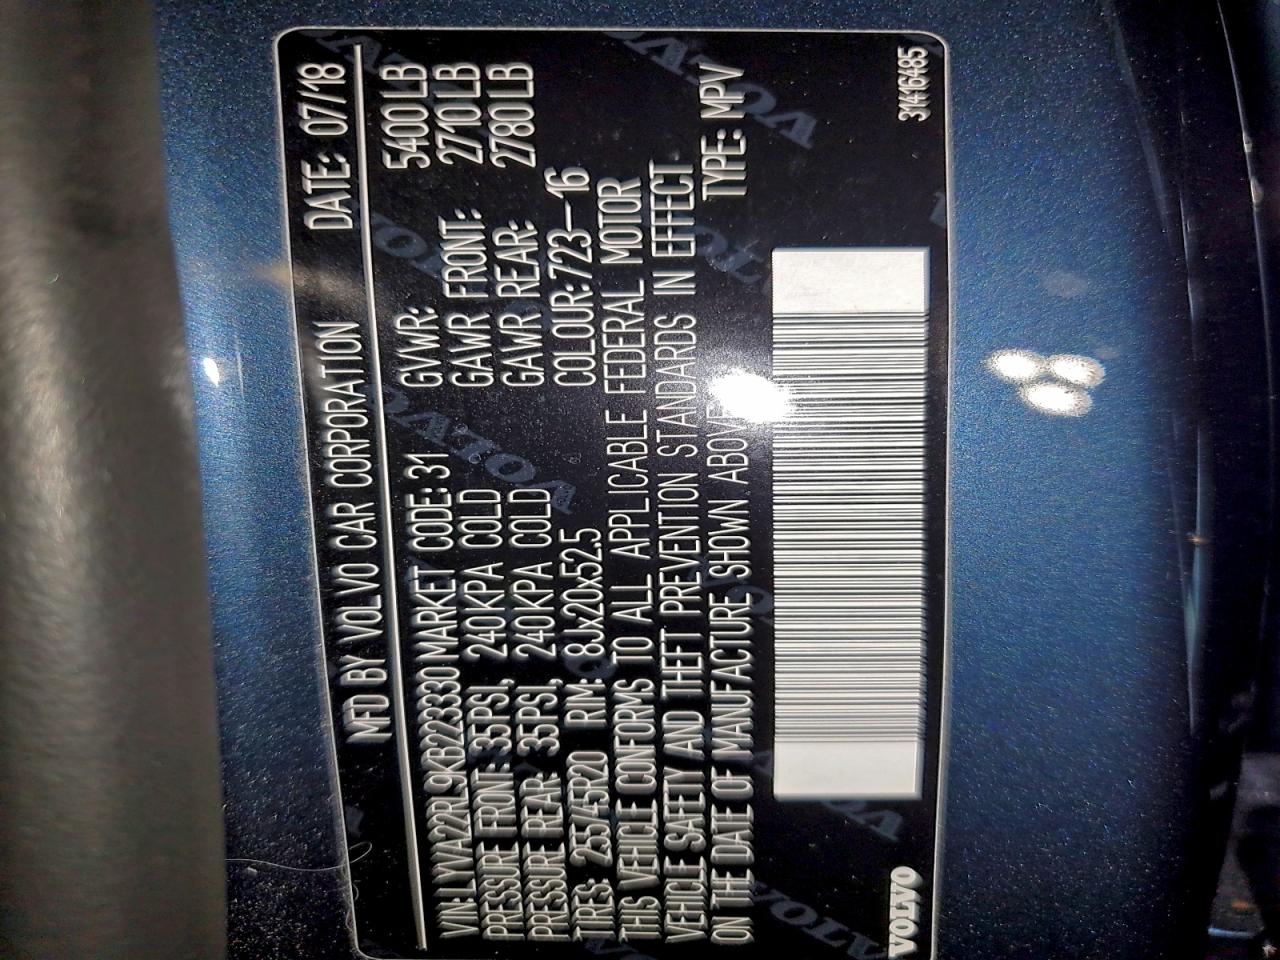 MFD BY VOLVO CAR CORPORATION DATE: 07/18
VIN: LYVA22RL9KB223330 MARKET CODE: 31 GVWR: 5400 LB
PRESSURE FRONT: 35PSI, 240KPA COLD GAWR FRONT: 2710 LB
PRESSURE REAR: 35PSI, 240KPA COLD GAWR REAR: 2780 LB
TIRES: 255/45R20 RIM: 8Jx20x52.5 COLOUR: 723-16
THIS VEHICLE CONFORMS TO ALL APPLICABLE FEDERAL MOTOR
VEHICLE SAFETY AND THEFT PREVENTION STANDARDS IN EFFECT
ON THE DATE OF MANUFACTURE SHOWN ABOVE TYPE: MPV
VOLVO 31416485